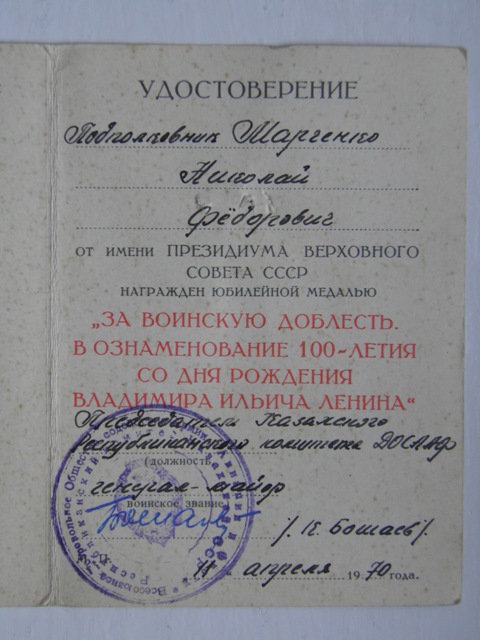 УДОСТОВЕРЕНИЕ
Подполковник Марченко
Николай
Фёдорович
ОТ ИМЕНИ ПРЕЗИДИУМА ВЕРХОВНОГО
СОВЕТА СССР
НАГРАЖДЕН ЮБИЛЕЙНОЙ МЕДАЛЬЮ
„ЗА ВОИНСКУЮ ДОБЛЕСТЬ.
В ОЗНАМЕНОВАНИЕ 100-ЛЕТИЯ
СО ДНЯ РОЖДЕНИЯ
ВЛАДИМИРА ИЛЬИЧА ЛЕНИНА“
Председатель Казахского
республиканского комитета ДОСААФ
(должность
генерал-майор
воинское звание
/К. Бошаев/.
апреля 1970 года.